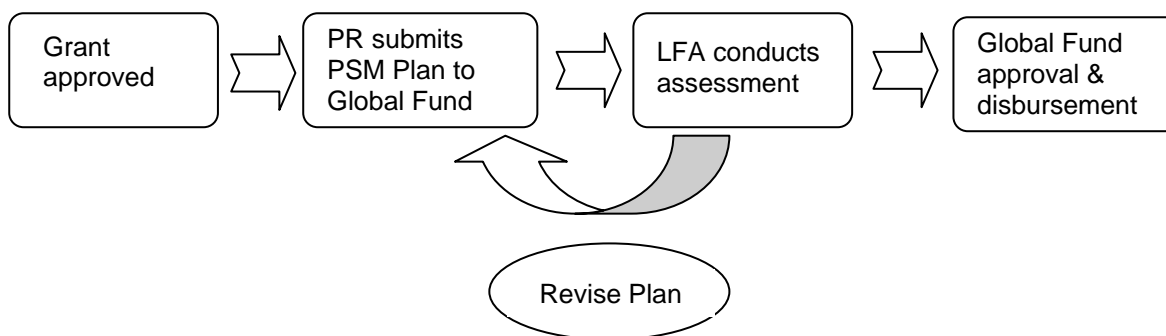 Grant
approved
PR submits
PSM Plan to
Global Fund
LFA conducts
assessment
Global Fund
approval &
disbursement
Revise Plan